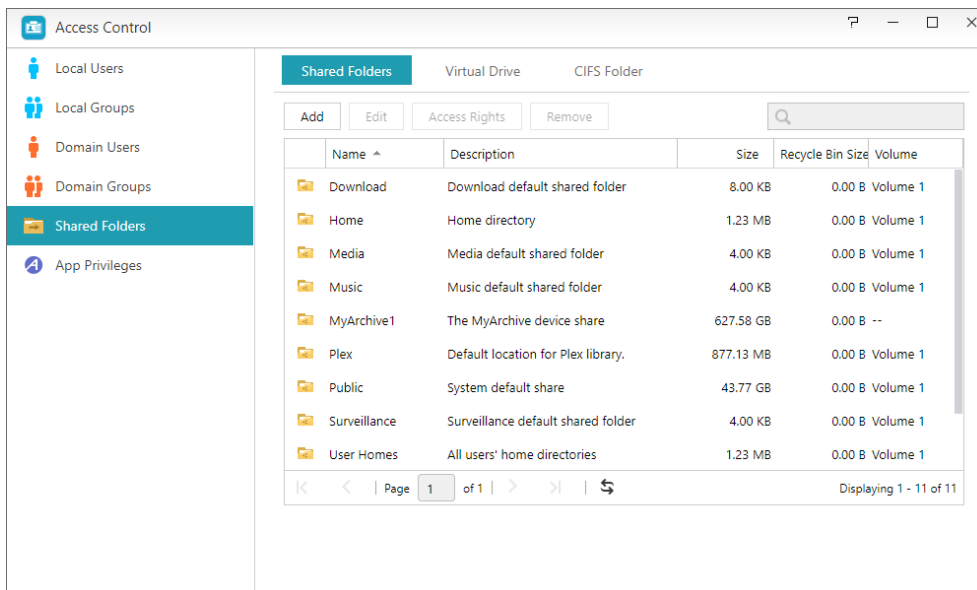 Access Control
Local Users
Local Groups
Domain Users
Domain Groups
Shared Folders
App Privileges
Shared Folders Virtual Drive CIFS Folder
Add Edit Access Rights Remove
Name Description Size Recycle Bin Size Volume
Download Download default shared folder 8.00 KB 0.00 B Volume 1
Home Home directory 1.23 MB 0.00 B Volume 1
Media Media default shared folder 4.00 KB 0.00 B Volume 1
Music Music default shared folder 4.00 KB 0.00 B Volume 1
MyArchive1 The MyArchive device share 627.58 GB 0.00 B --
Plex Default location for Plex library. 877.13 MB 0.00 B Volume 1
Public System default share 43.77 GB 0.00 B Volume 1
Surveillance Surveillance default shared folder 4.00 KB 0.00 B Volume 1
User Homes All users' home directories 1.23 MB 0.00 B Volume 1
Page 1 of 1 Displaying 1 - 11 of 11